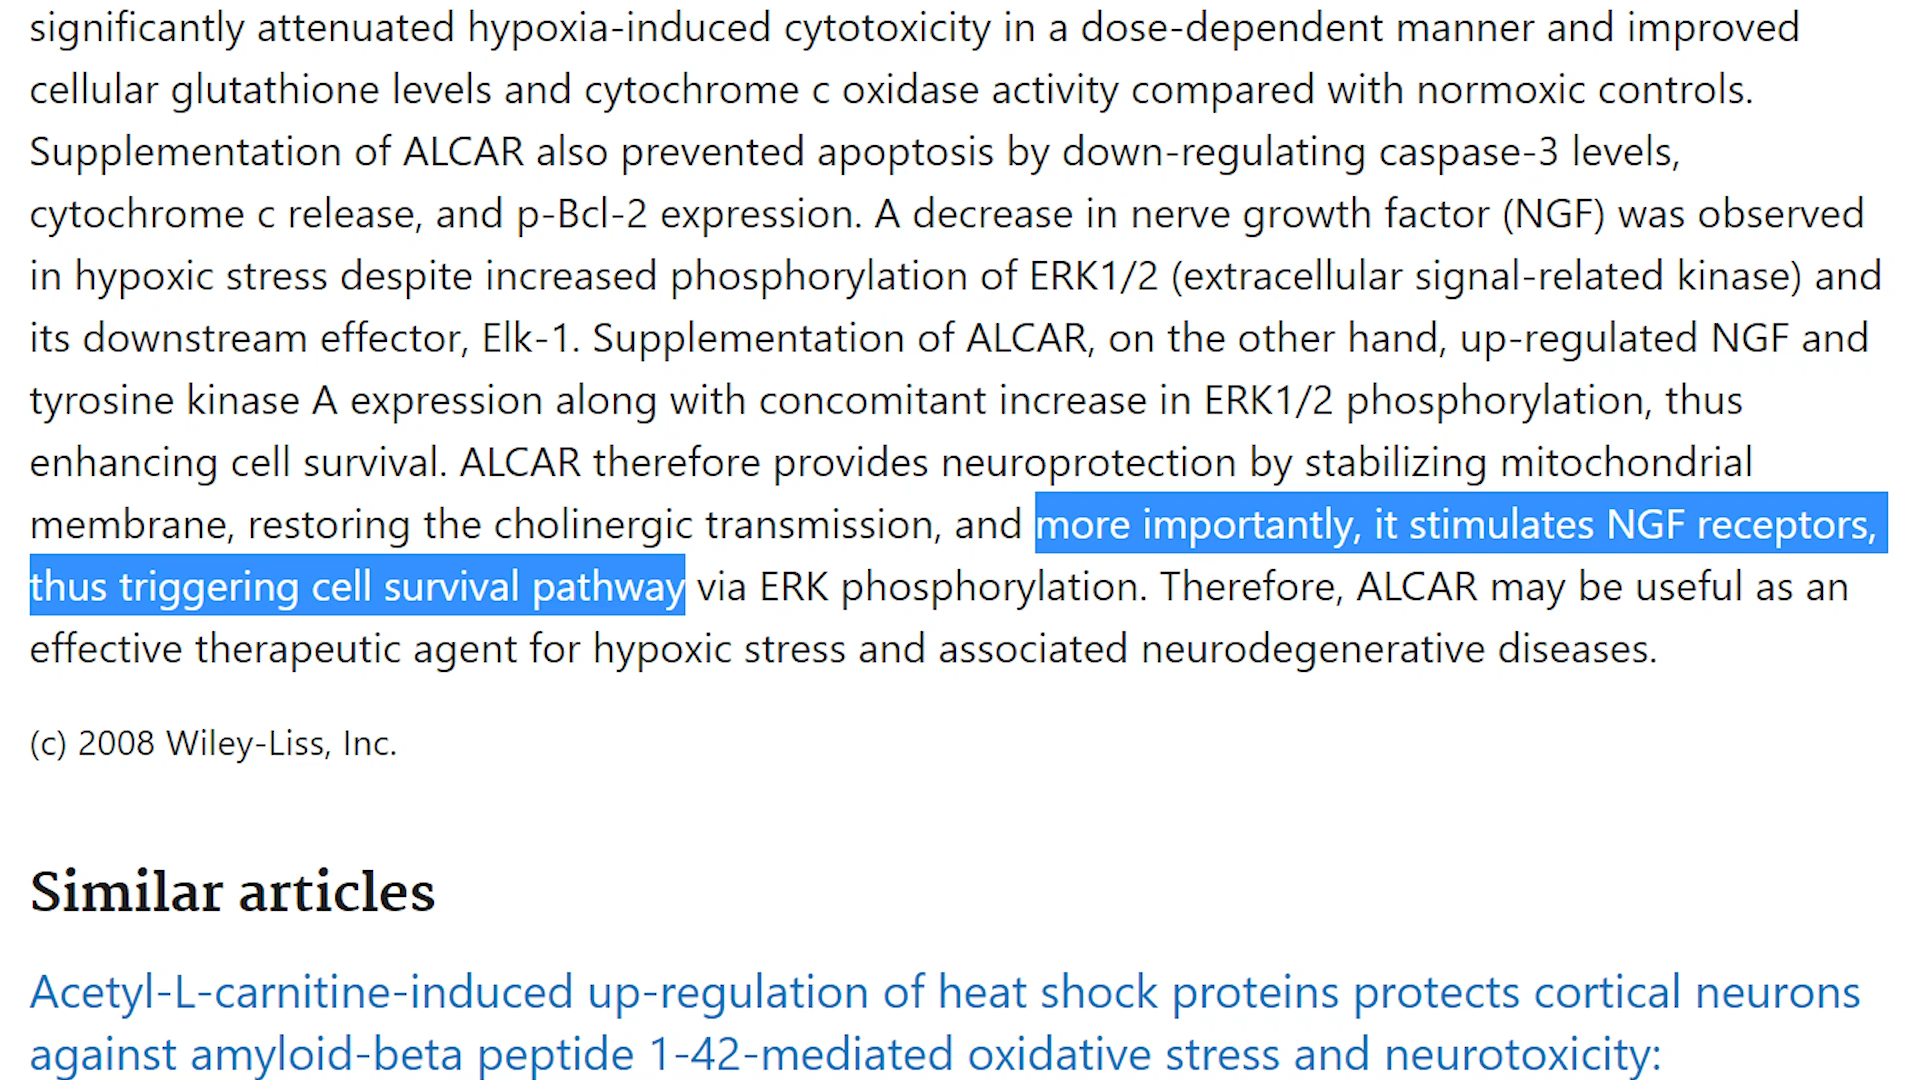 significantly attenuated hypoxia-induced cytotoxicity in a dose-dependent manner and improved
cellular glutathione levels and cytochrome c oxidase activity compared with normoxic controls.
Supplementation of ALCAR also prevented apoptosis by down-regulating caspase-3 levels,
cytochrome c release, and p-Bcl-2 expression. A decrease in nerve growth factor (NGF) was observed
in hypoxic stress despite increased phosphorylation of ERK1/2 (extracellular signal-related kinase) and
its downstream effector, Elk-1. Supplementation of ALCAR, on the other hand, up-regulated NGF and
tyrosine kinase A expression along with concomitant increase in ERK1/2 phosphorylation, thus
enhancing cell survival. ALCAR therefore provides neuroprotection by stabilizing mitochondrial
membrane, restoring the cholinergic transmission, and more importantly, it stimulates NGF receptors,
thus triggering cell survival pathway via ERK phosphorylation. Therefore, ALCAR may be useful as an
effective therapeutic agent for hypoxic stress and associated neurodegenerative diseases.
(c) 2008 Wiley-Liss, Inc.
Similar articles
Acetyl-L-carnitine-induced up-regulation of heat shock proteins protects cortical neurons
against amyloid-beta peptide 1-42-mediated oxidative stress and neurotoxicity: